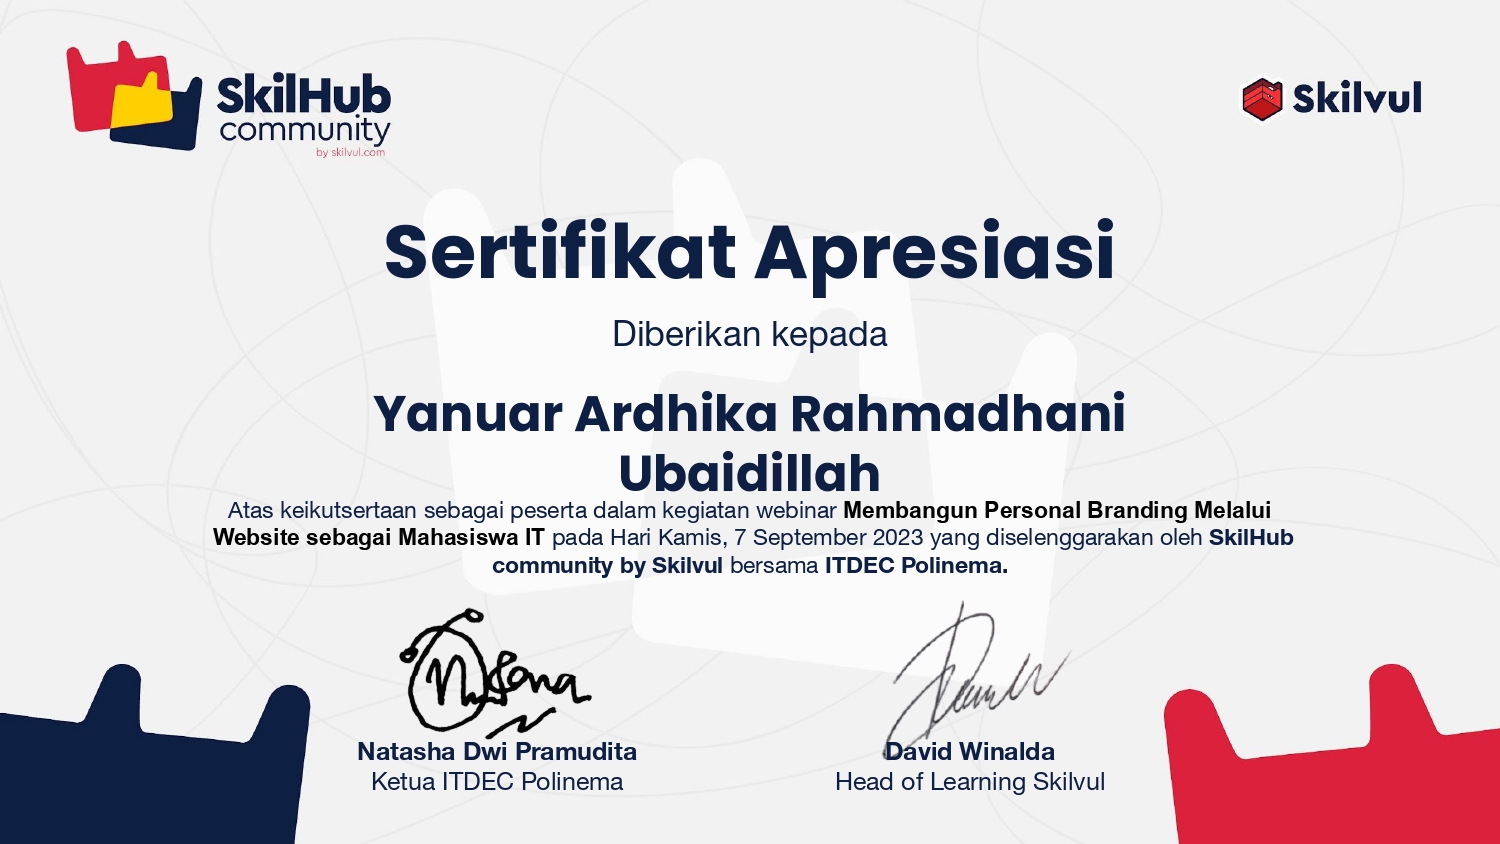 SkilHub
community
by skilvul.com
Skilvul
Sertifikat Apresiasi
Diberikan kepada
Yanuar Ardhika Rahmadhani
Ubaidillah
Atas keikutsertaan sebagai peserta dalam kegiatan webinar Membangun Personal Branding Melalui
Website sebagai Mahasiswa IT pada Hari Kamis, 7 September 2023 yang diselenggarakan oleh SkilHub
community by Skilvul bersama ITDEC Polinema.
Natasha Dwi Pramudita
Ketua ITDEC Polinema
David Winalda
Head of Learning Skilvul